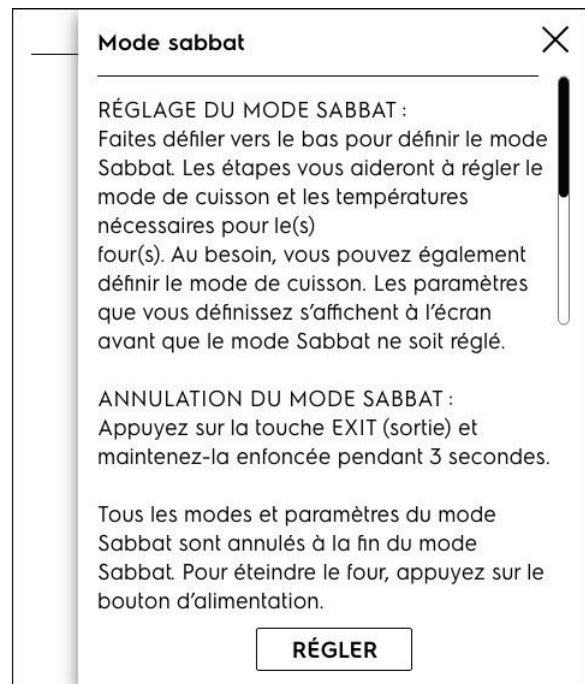 Mode sabbat
RÉGLAGE DU MODE SABBAT :
Faites défiler vers le bas pour définir le mode
Sabbat. Les étapes vous aideront à régler le
mode de cuisson et les températures
nécessaires pour le(s)
four(s). Au besoin, vous pouvez également
définir le mode de cuisson. Les paramètres
que vous définissez s’affichent à l’écran
avant que le mode Sabbat ne soit réglé.
ANNULATION DU MODE SABBAT :
Appuyez sur la touche EXIT (sortie) et
maintenez-la enfoncée pendant 3 secondes.
Tous les modes et paramètres du mode
Sabbat sont annulés à la fin du mode
Sabbat. Pour éteindre le four, appuyez sur le
bouton d’alimentation.
RÉGLER